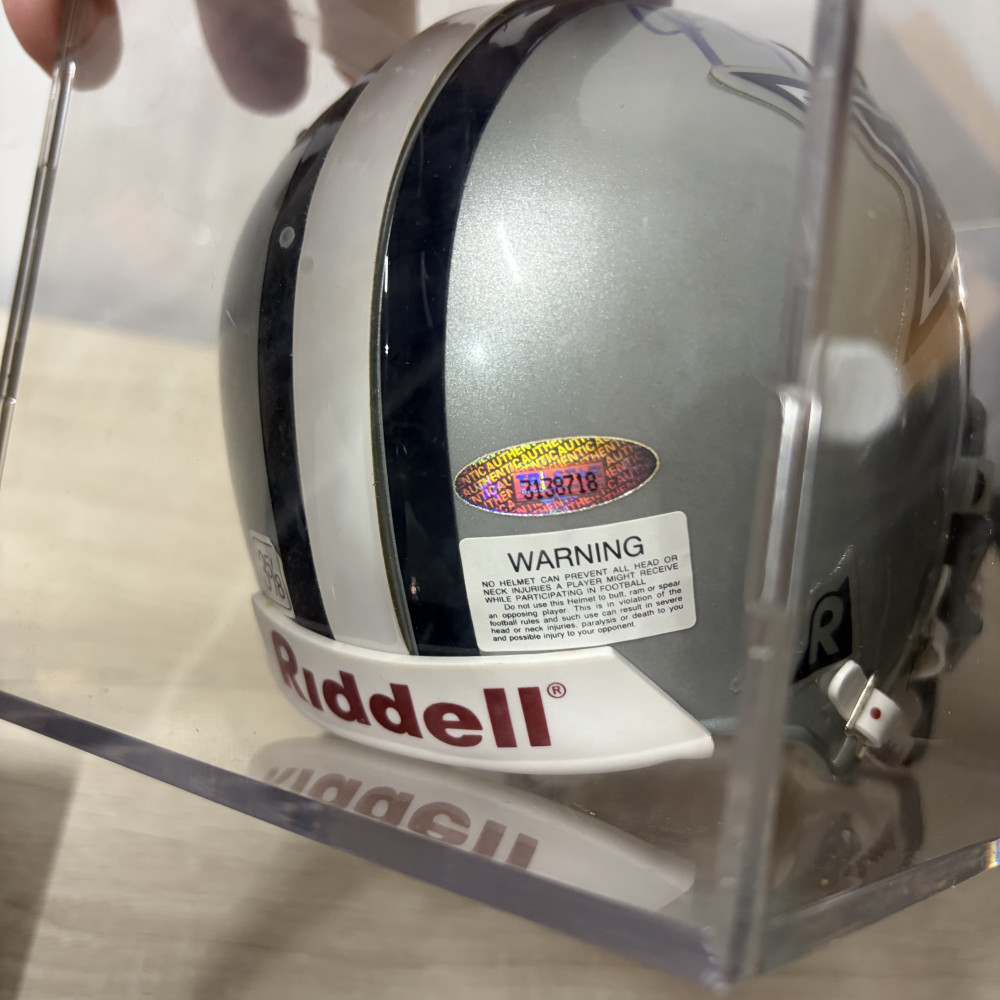 3138718
WARNING
NO HELMET CAN PREVENT ALL HEAD OR
NECK INJURIES A PLAYER MIGHT RECEIVE
WHILE PARTICIPATING IN FOOTBALL
Do not use this Helmet to butt, ram or spear
an opposing player. This is in violation of the
football rules and such use can result in severe
head or neck injuries, paralysis or death to you
and possible injury to your opponent.
R
Riddell®